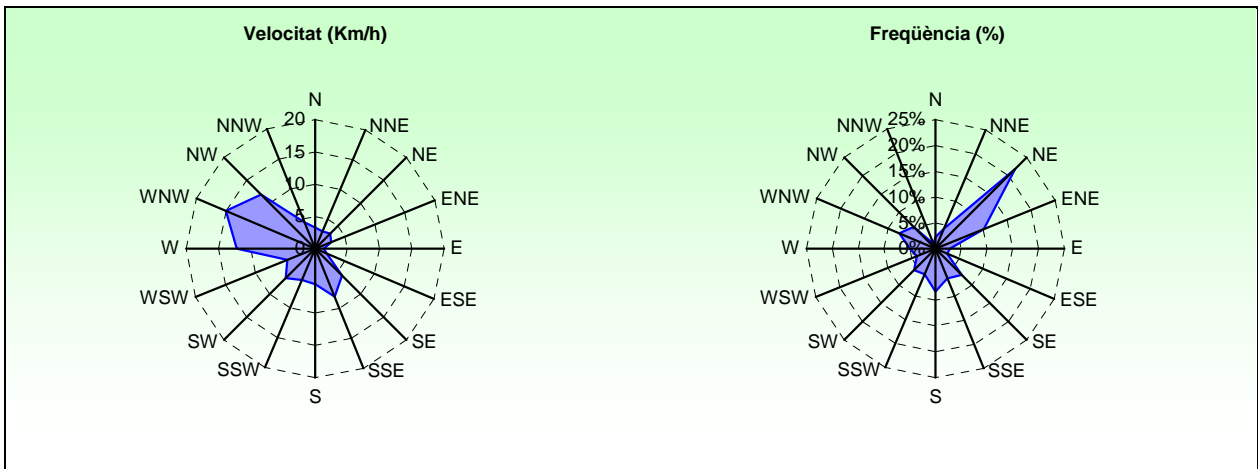 Velocitat (Km/h)
N
NNE
NE
ENE
E
ESE
SE
SSE
S
SSW
SW
WSW
W
WNW
NW
NNW
20
15
10
5
0
Freqüència (%)
N
NNE
NE
ENE
E
ESE
SE
SSE
S
SSW
SW
WSW
W
WNW
NW
NNW
25%
20%
15%
10%
5%
0%